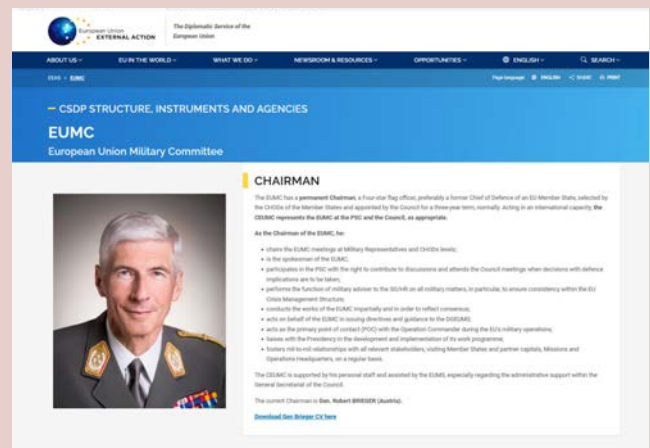 European Union
EXTERNAL ACTION
The Diplomatic Service of the
European Union
ABOUT US
EU IN THE WORLD
WHAT WE DO
NEWSROOM & RESOURCES
OPPORTUNITIES
ENGLISH
SEARCH
EEAS > EUMC
Page language: ENGLISH SHARE PRINT
CSDP STRUCTURE, INSTRUMENTS AND AGENCIES
EUMC
European Union Military Committee
CHAIRMAN
The EUMC has a permanent Chairman, a four-star flag officer, preferably a former Chief of Defence of an EU Member State, selected by
the CHODs of the Member States and appointed by the Council for a three-year term, normally. Acting in an international capacity, the
CEUMC represents the EUMC at the PSC and the Council, as appropriate.
As the Chairman of the EUMC, he:
• chairs the EUMC meetings at Military Representatives and CHODs levels;
• is the spokesman of the EUMC;
• participates in the PSC with the right to contribute to discussions and attends the Council meetings when decisions with defence
implications are to be taken;
• performs the function of military adviser to the SG/HR on all military matters, in particular, to ensure consistency within the EU
Crisis Management Structure;
• conducts the works of the EUMC impartially and in order to reflect consensus;
• acts on behalf of the EUMC in issuing directives and guidance to the DGEUMS;
• acts as the primary point of contact (POC) with the Operation Commander during the EU's military operations;
• liaises with the Presidency in the development and implementation of its work programme;
• fosters mil-to-mil relationships with all relevant stakeholders, visiting Member States and partner capitals, Missions and
Operations Headquarters, on a regular basis.
The CEUMC is supported by his personal staff and assisted by the EUMS, especially regarding the administrative support within the
General Secretariat of the Council.
The current Chairman is Gen. Robert BRIEGER (Austria).
Download Gen Brieger CV here